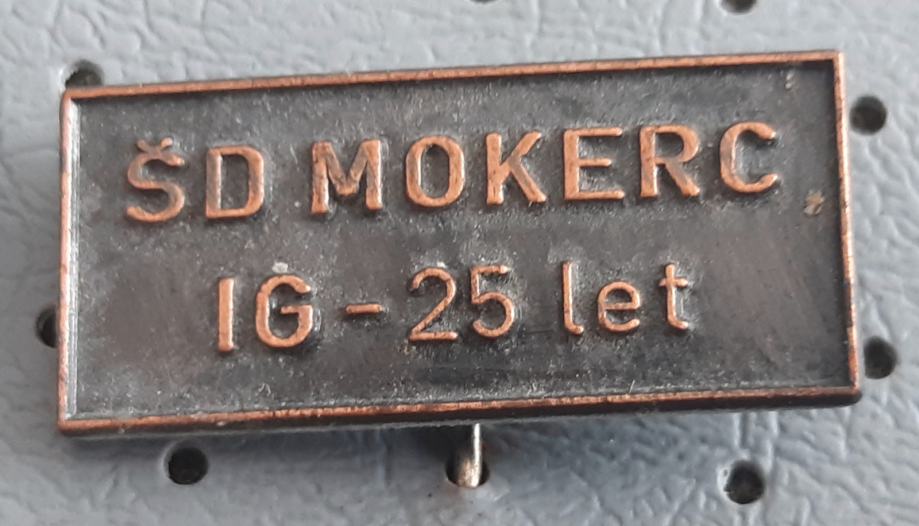 ŠD MOKERC
IG - 25 let